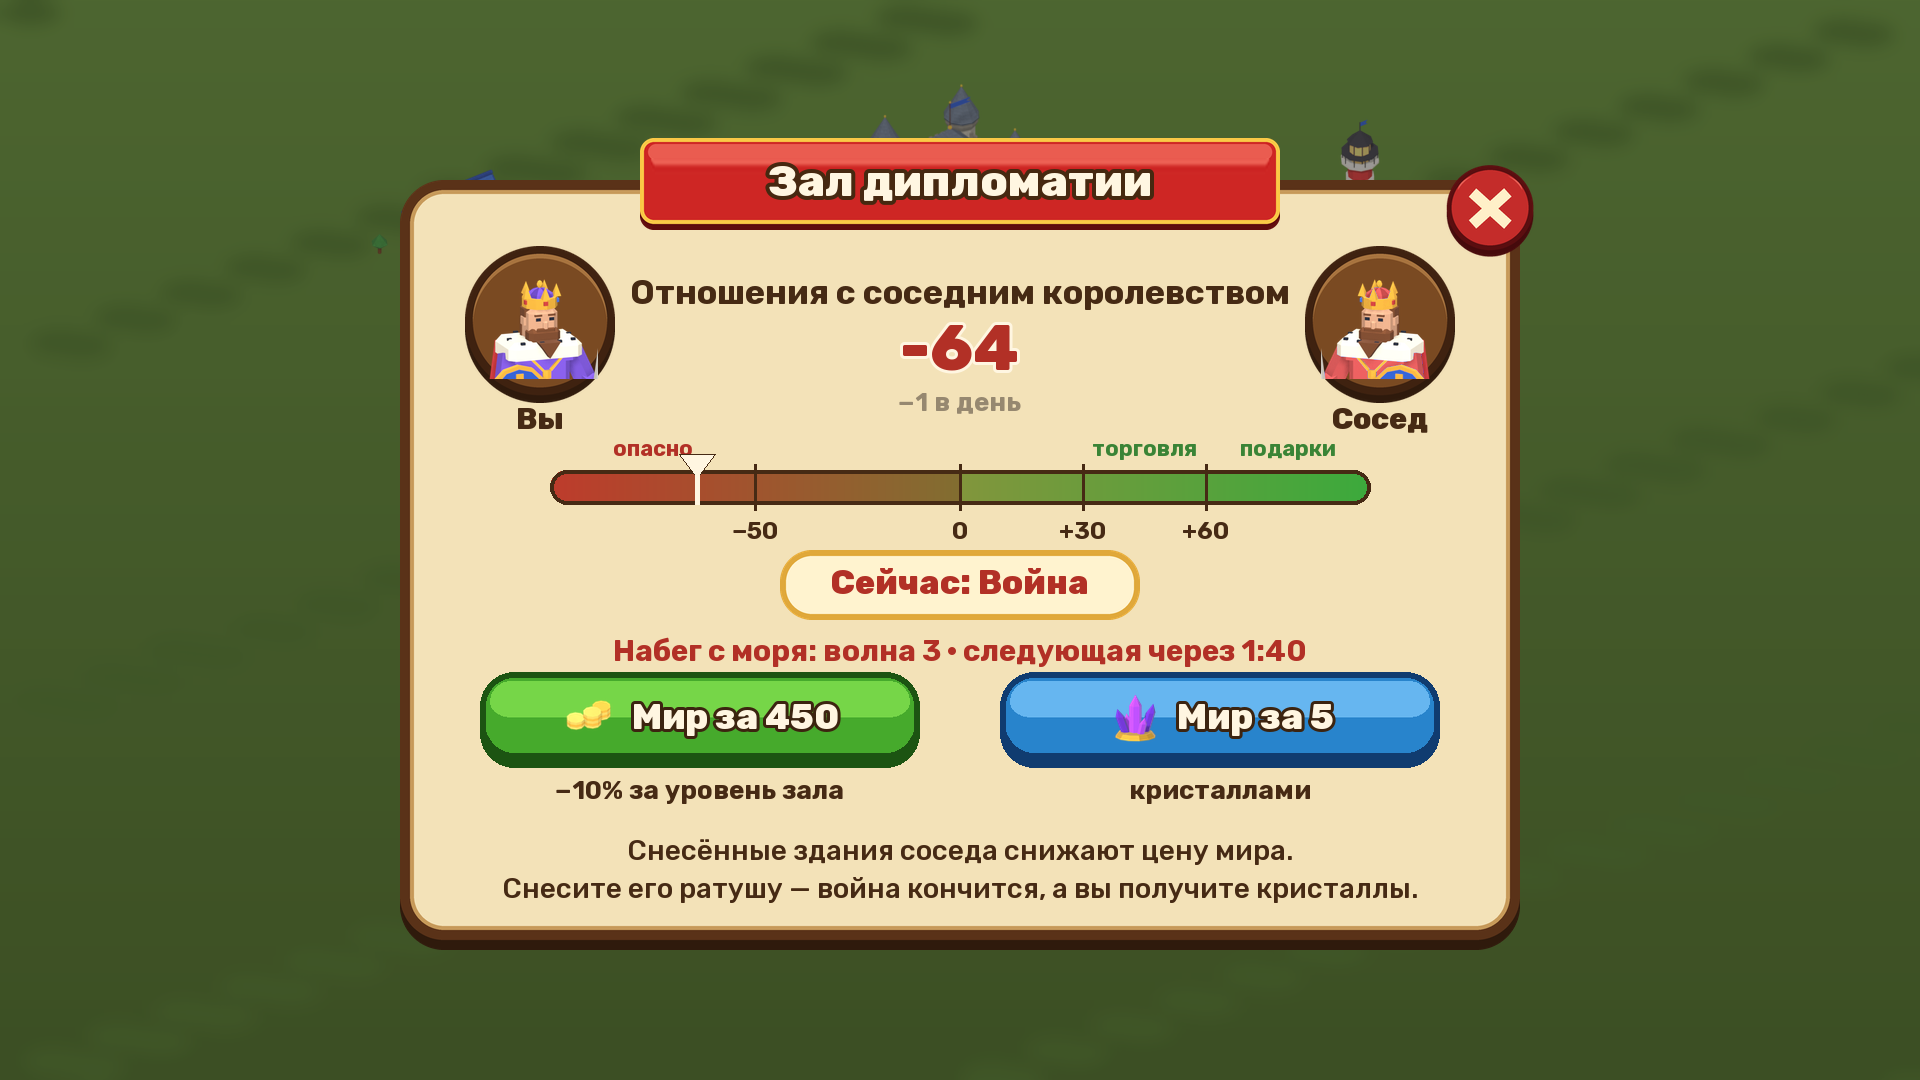 Зал дипломатии
Отношения с соседним королевством
-64
−1 в день
Вы
Сосед
опасно
торговля
подарки
−50
0
+30
+60
Сейчас: Война
Набег с моря: волна 3 • следующая через 1:40
Мир за 450
Мир за 5
−10% за уровень зала
кристаллами
Снесённые здания соседа снижают цену мира.
Снесите его ратушу — война кончится, а вы получите кристаллы.